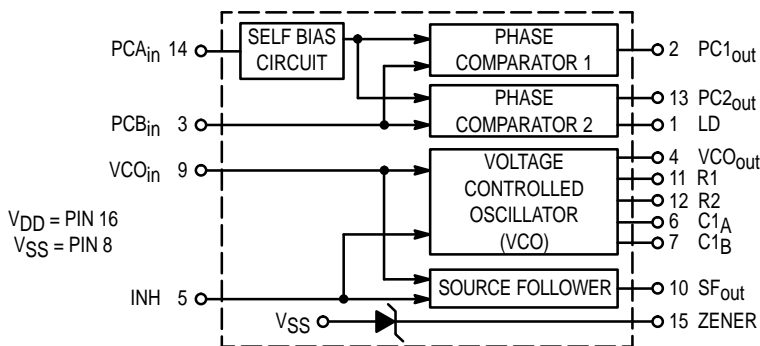 PCAin 14
SELF BIAS
CIRCUIT
PHASE
COMPARATOR 1
2 PC1out
PCBin 3
PHASE
COMPARATOR 2
13 PC2out
1 LD
VCOin 9
VOLTAGE
CONTROLLED
OSCILLATOR
(VCO)
4 VCOout
11 R1
12 R2
6 C1A
7 C1B
VDD = PIN 16
VSS = PIN 8
INH 5
SOURCE FOLLOWER
10 SFout
VSS
15 ZENER